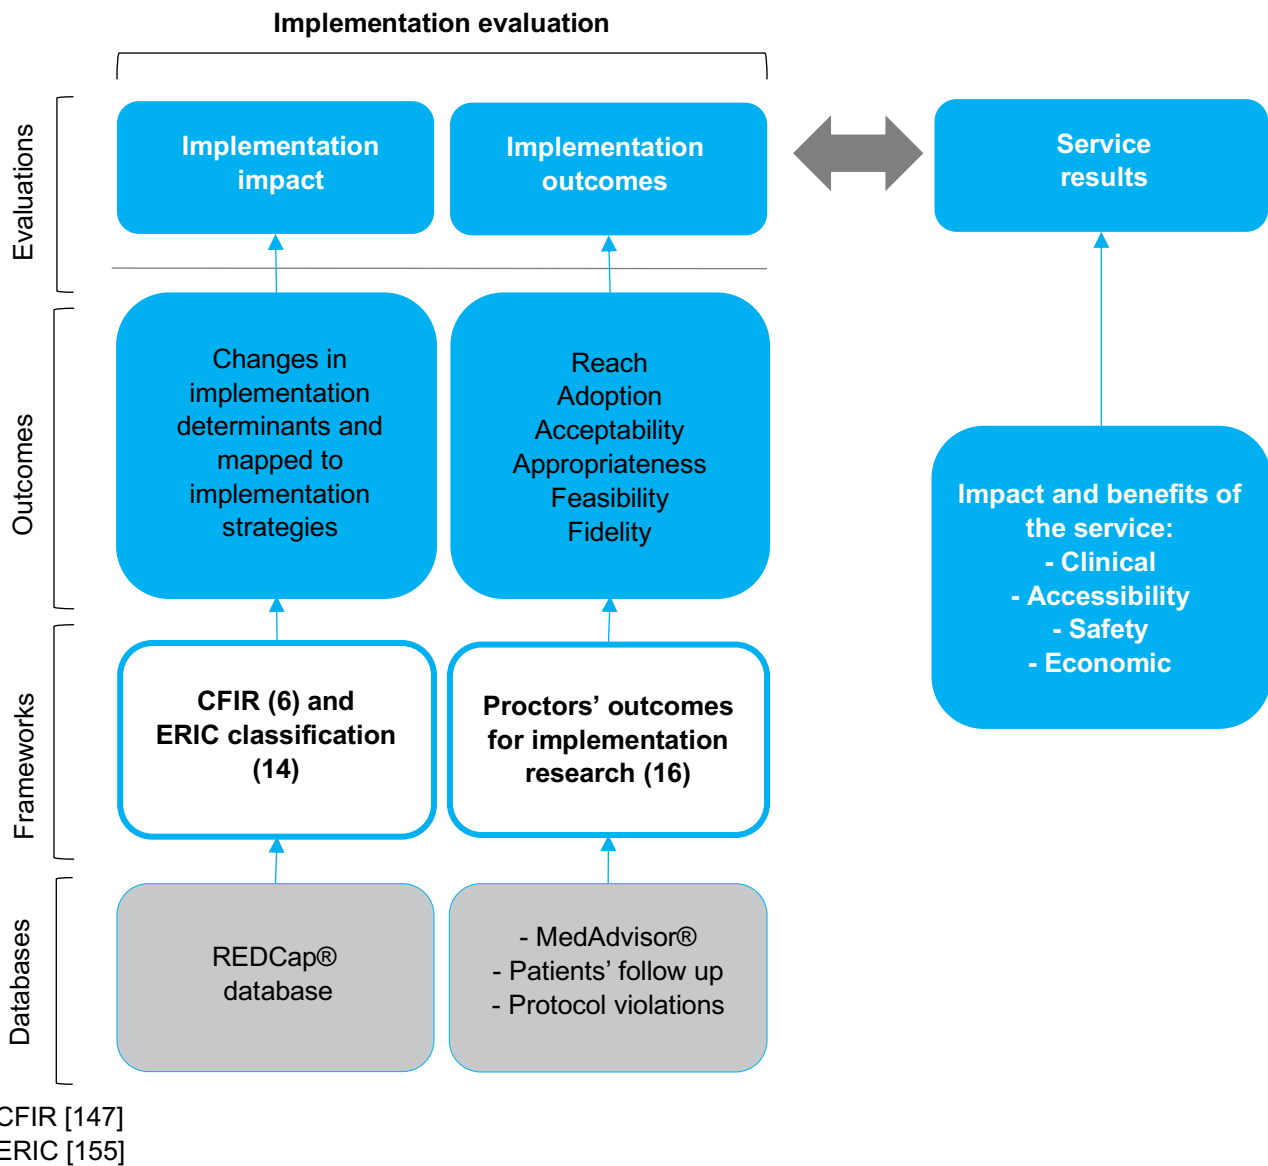 Implementation evaluation
Evaluations
Implementation
impact
Implementation
outcomes
Service
results
Outcomes
Changes in
implementation
determinants and
mapped to
implementation
strategies
Reach
Adoption
Acceptability
Appropriateness
Feasibility
Fidelity
Impact and benefits of
the service:
- Clinical
- Accessibility
- Safety
- Economic
Frameworks
CFIR (6) and
ERIC classification
(14)
Proctors’ outcomes
for implementation
research (16)
Databases
REDCap®
database
- MedAdvisor®
- Patients’ follow up
- Protocol violations
CFIR [147]
ERIC [155]